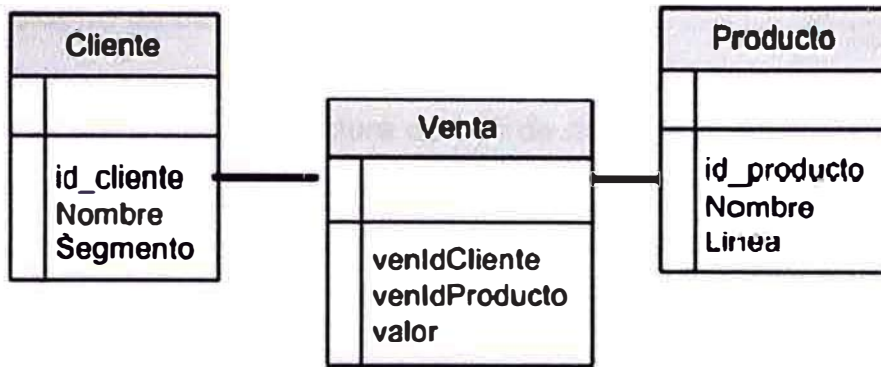 Cliente
id_cliente
Nombre
Segmento
Venta
venIdCliente
venIdProducto
valor
Producto
id_producto
Nombre
Linea